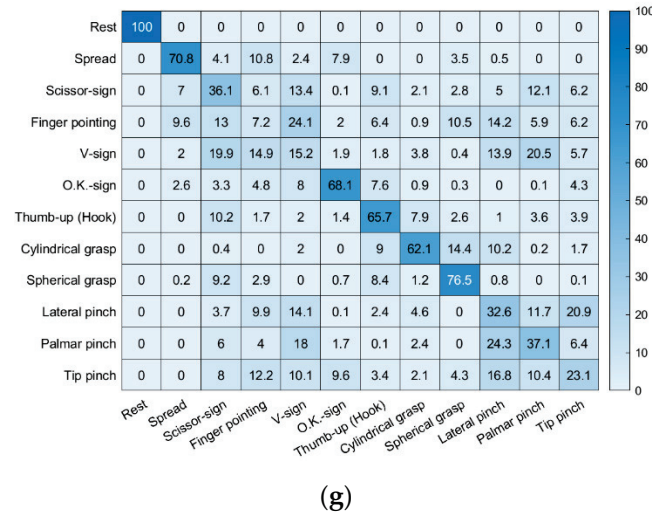 Rest 100 0 0 0 0 0 0 0 0 0 0 0
Spread 0 70.8 4.1 10.8 2.4 7.9 0 0 3.5 0.5 0 0
Scissor-sign 0 7 36.1 6.1 13.4 0.1 9.1 2.1 2.8 5 12.1 6.2
Finger pointing 0 9.6 13 7.2 24.1 2 6.4 0.9 10.5 14.2 5.9 6.2
V-sign 0 2 19.9 14.9 15.2 1.9 1.8 3.8 0.4 13.9 20.5 5.7
O.K.-sign 0 2.6 3.3 4.8 8 68.1 7.6 0.9 0.3 0 0.1 4.3
Thumb-up (Hook) 0 0 10.2 1.7 2 1.4 65.7 7.9 2.6 1 3.6 3.9
Cylindrical grasp 0 0 0.4 0 2 0 9 62.1 14.4 10.2 0.2 1.7
Spherical grasp 0 0.2 9.2 2.9 0 0.7 8.4 1.2 76.5 0.8 0 0.1
Lateral pinch 0 0 3.7 9.9 14.1 0.1 2.4 4.6 0 32.6 11.7 20.9
Palmar pinch 0 0 6 4 18 1.7 0.1 2.4 0 24.3 37.1 6.4
Tip pinch 0 0 8 12.2 10.1 9.6 3.4 2.1 4.3 16.8 10.4 23.1
Rest
Spread
Scissor-sign
Finger pointing
V-sign
O.K.-sign
Thumb-up (Hook)
Cylindrical grasp
Spherical grasp
Lateral pinch
Palmar pinch
Tip pinch
100
90
80
70
60
50
40
30
20
10
0
(g)